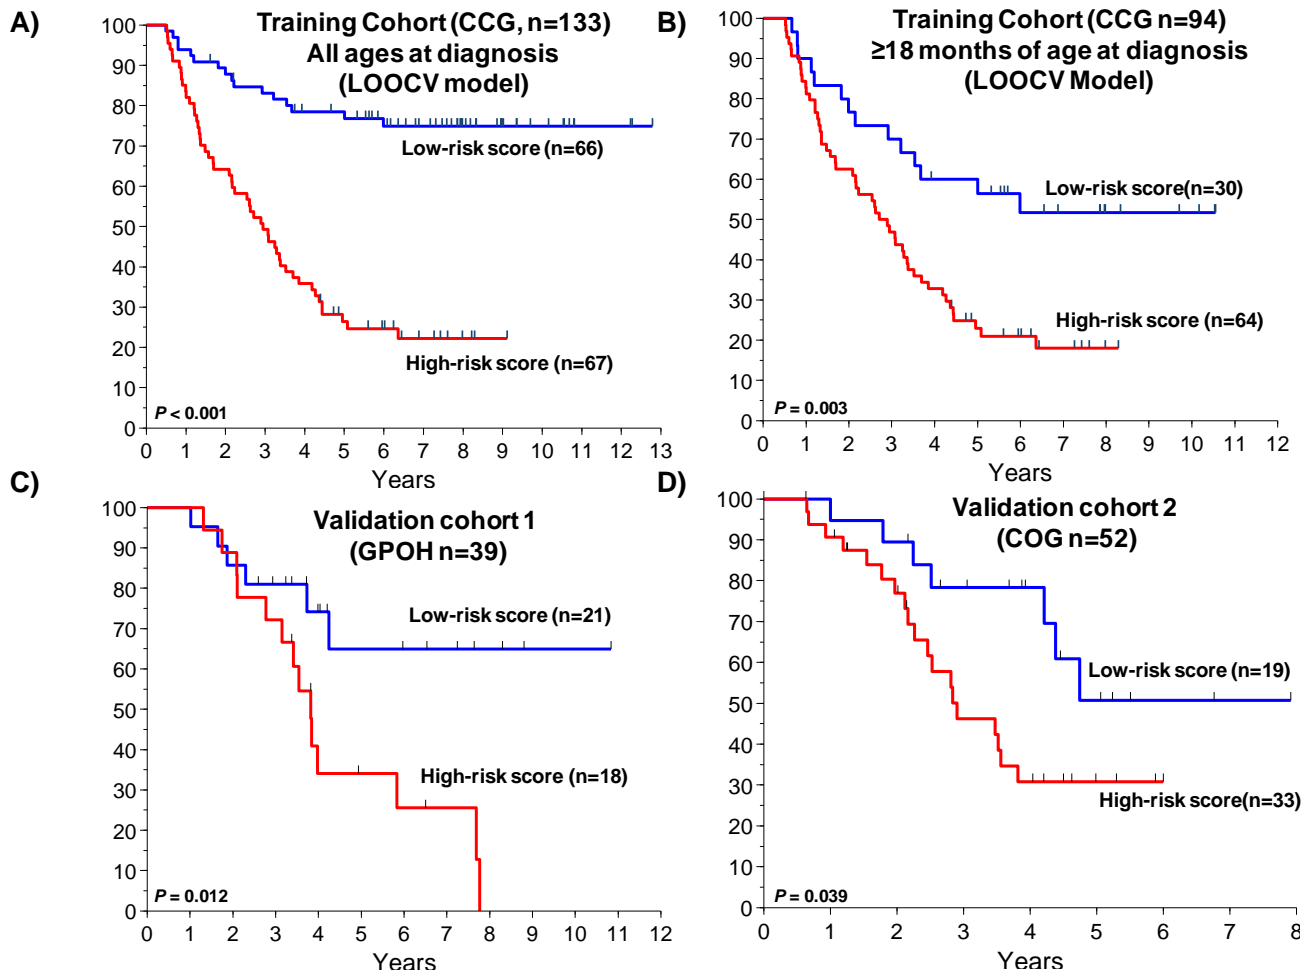 A)
Training Cohort (CCG, n=133)
All ages at diagnosis
(LOOCV model)
100
90
80
70
60
50
40
30
20
10
0
Low-risk score (n=66)
High-risk score (n=67)
P < 0.001
0 1 2 3 4 5 6 7 8 9 10 11 12 13
Years
B)
Training Cohort (CCG n=94)
≥18 months of age at diagnosis
(LOOCV Model)
100
90
80
70
60
50
40
30
20
10
0
Low-risk score(n=30)
High-risk score (n=64)
P = 0.003
0 1 2 3 4 5 6 7 8 9 10 11 12
Years
C)
Validation cohort 1
(GPOH n=39)
100
90
80
70
60
50
40
30
20
10
0
Low-risk score (n=21)
High-risk score (n=18)
P = 0.012
0 1 2 3 4 5 6 7 8 9 10 11 12
Years
D)
Validation cohort 2
(COG n=52)
100
90
80
70
60
50
40
30
20
10
0
Low-risk score (n=19)
High-risk score(n=33)
P = 0.039
0 1 2 3 4 5 6 7 8
Years